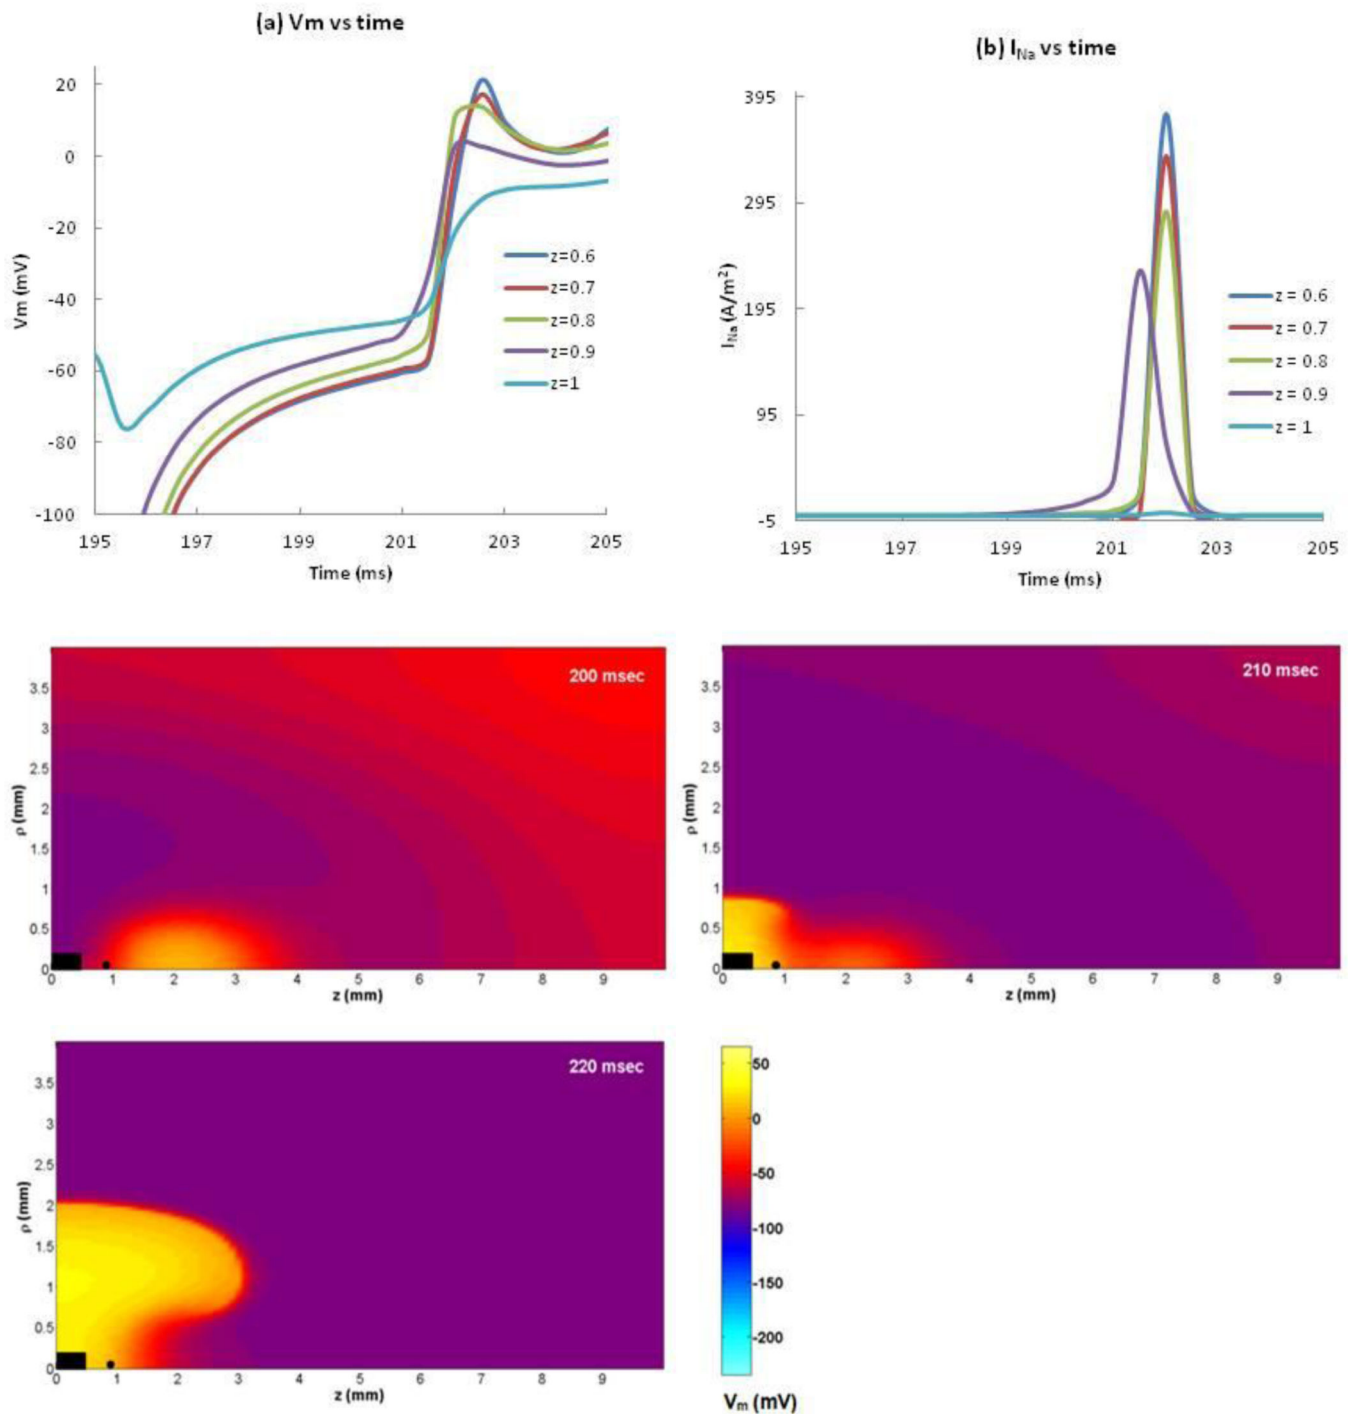 (a) Vm vs time
20
0
-20
-40
-60
-80
-100
Vm (mV)
195 197 199 201 203 205
Time (ms)
z=0.6
z=0.7
z=0.8
z=0.9
z=1
(b) INa vs time
395
295
195
95
-5
INa (A/m²)
195 197 199 201 203 205
Time (ms)
z = 0.6
z = 0.7
z = 0.8
z = 0.9
z = 1
200 msec
3.5
3
2.5
2
1.5
1
0.5
0
ρ (mm)
0 1 2 3 4 5 6 7 8 9
z (mm)
210 msec
3.5
3
2.5
2
1.5
1
0.5
0
ρ (mm)
0 1 2 3 4 5 6 7 8 9
z (mm)
220 msec
3.5
3
2.5
2
1.5
1
0.5
0
ρ (mm)
0 1 2 3 4 5 6 7 8 9
z (mm)
50
0
-50
-100
-150
-200
Vm (mV)